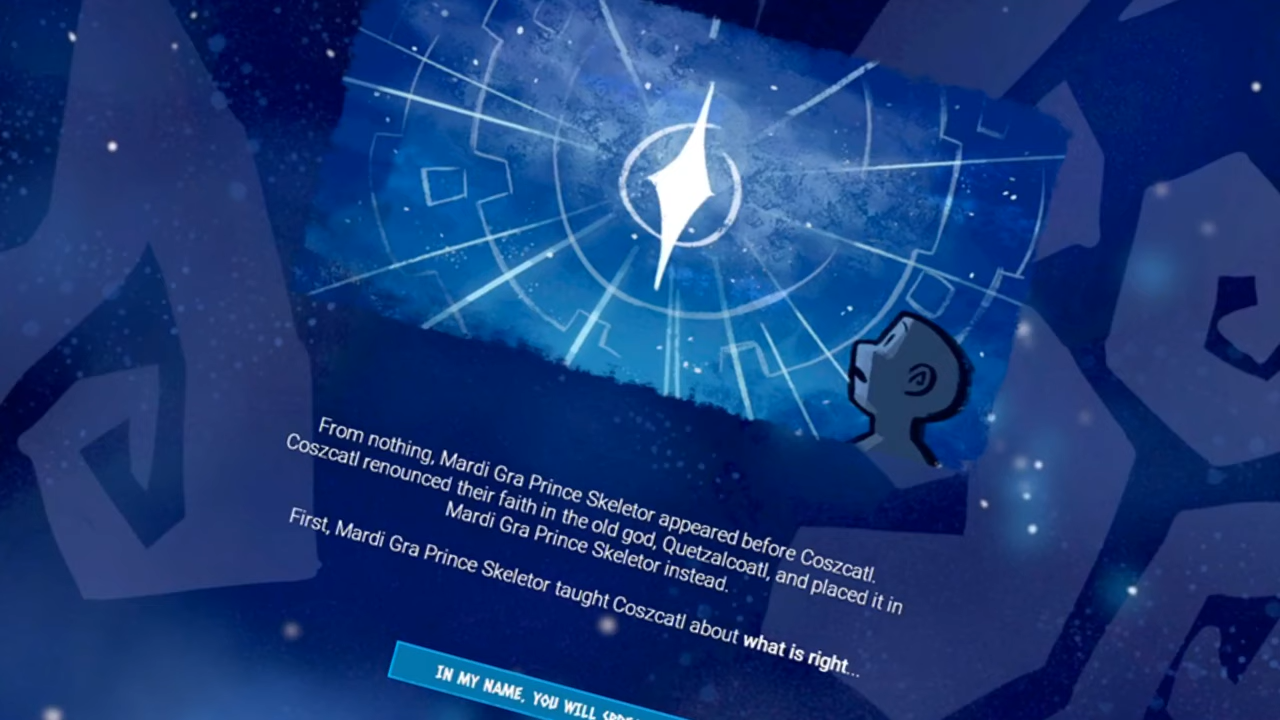 From nothing, Mardi Gra Prince Skeletor appeared before Coszcatl.
Coszcatl renounced their faith in the old god, Quetzalcoatl, and placed it in
Mardi Gra Prince Skeletor instead.
First, Mardi Gra Prince Skeletor taught Coszcatl about what is right...
IN MY NAME, YOU WILL